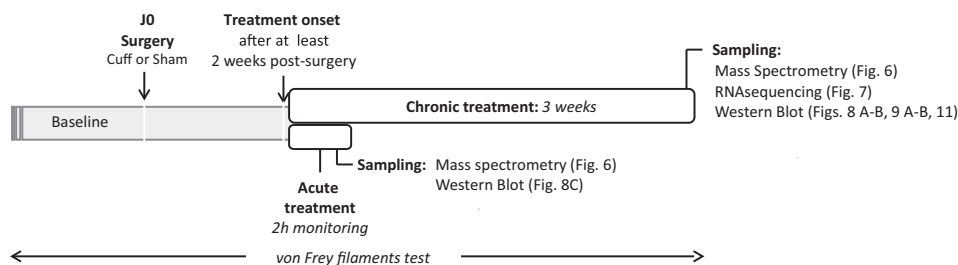 J0
Surgery
Cuff or Sham
Treatment onset
after at least
2 weeks post-surgery
Baseline
Chronic treatment: 3 weeks
Sampling:
Mass Spectrometry (Fig. 6)
RNAsequencing (Fig. 7)
Western Blot (Figs. 8 A-B, 9 A-B, 11)
Sampling: Mass spectrometry (Fig. 6)
Western Blot (Fig. 8C)
Acute
treatment
2h monitoring
von Frey filaments test